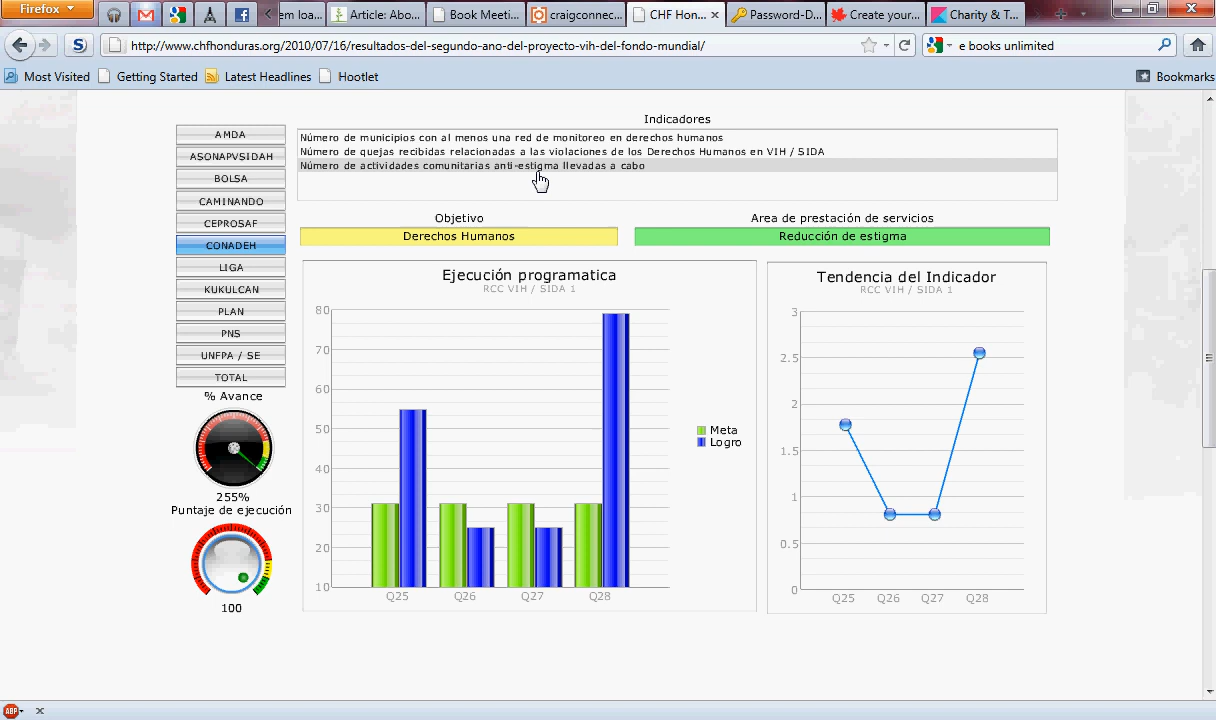 Firefox
em loa...
Article: Abo...
Book Meeti...
craigconnec...
CHF Hon...
Password-D...
Create your...
Charity & T...
http://www.chfhonduras.org/2010/07/16/resultados-del-segundo-ano-del-proyecto-vih-del-fondo-mundial/
e books unlimited
Most Visited
Getting Started
Latest Headlines
Hootlet
Bookmarks
Indicadores
Número de municipios con al menos una red de monitoreo en derechos humanos
Número de quejas recibidas relacionadas a las violaciones de los Derechos Humanos en VIH / SIDA
Número de actividades comunitarias anti-estigma llevadas a cabo
AMDA
ASONAPVSIDAH
BOLSA
CAMINANDO
CEPROSAF
CONADEH
LIGA
KUKULCAN
PLAN
PNS
UNFPA / SE
TOTAL
% Avance
255%
Puntaje de ejecución
100
Objetivo
Derechos Humanos
Area de prestación de servicios
Reducción de estigma
Ejecución programatica
RCC VIH / SIDA 1
80
70
60
50
40
30
20
10
Q25 Q26 Q27 Q28
Meta
Logro
Tendencia del Indicador
RCC VIH / SIDA 1
3
2.5
2
1.5
1
0.5
0
Q25 Q26 Q27 Q28
ABP